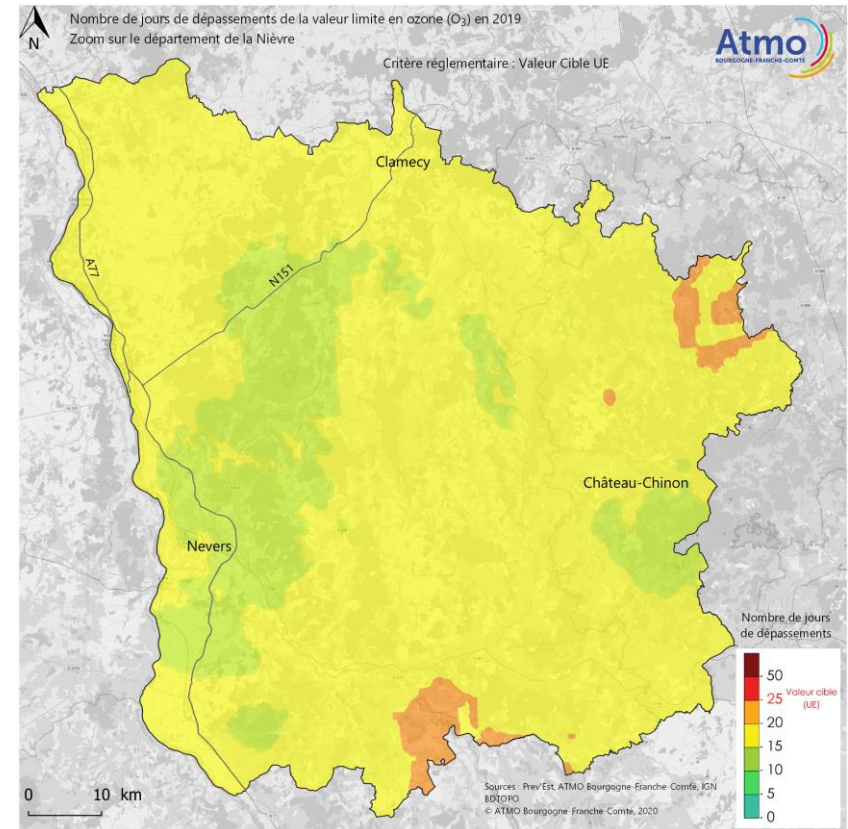 Nombre de jours de dépassements de la valeur limite en ozone (O₃) en 2019
Zoom sur le département de la Nièvre
Critère réglementaire : Valeur Cible UE
Atmo
BOURGOGNE-FRANCHE-COMTÉ
N
Clamecy
A77
N151
Château-Chinon
Nevers
Nombre de jours
de dépassements
50
25 Valeur cible
(UE)
20
15
10
5
0
0 10 km
Sources : Prev'Est, ATMO Bourgogne-Franche-Comté, IGN
BDTOPO
© ATMO Bourgogne-Franche-Comté, 2020